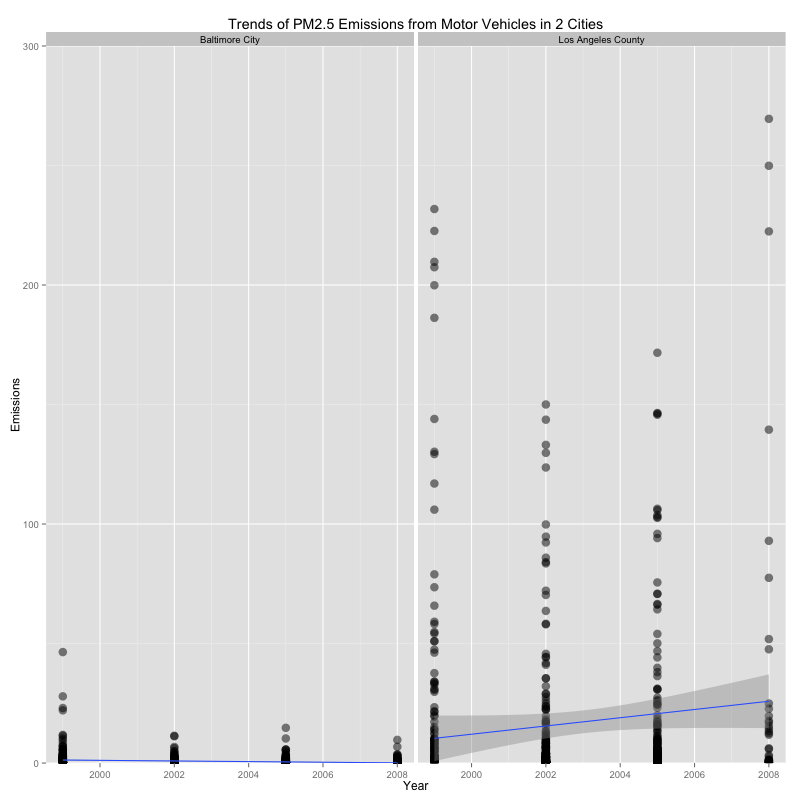 Trends of PM2.5 Emissions from Motor Vehicles in 2 Cities
Baltimore City Los Angeles County
300
200
100
0
Emissions
2000 2002 2004 2006 2008 2000 2002 2004 2006 2008
Year